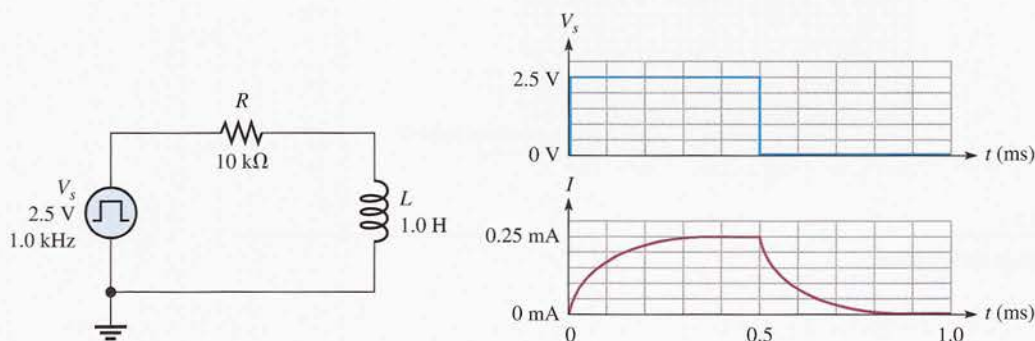 R
10 kΩ
V_s
2.5 V
1.0 kHz
L
1.0 H
V_s
2.5 V
0 V
t (ms)
I
0.25 mA
0 mA
t (ms)
0
0.5
1.0